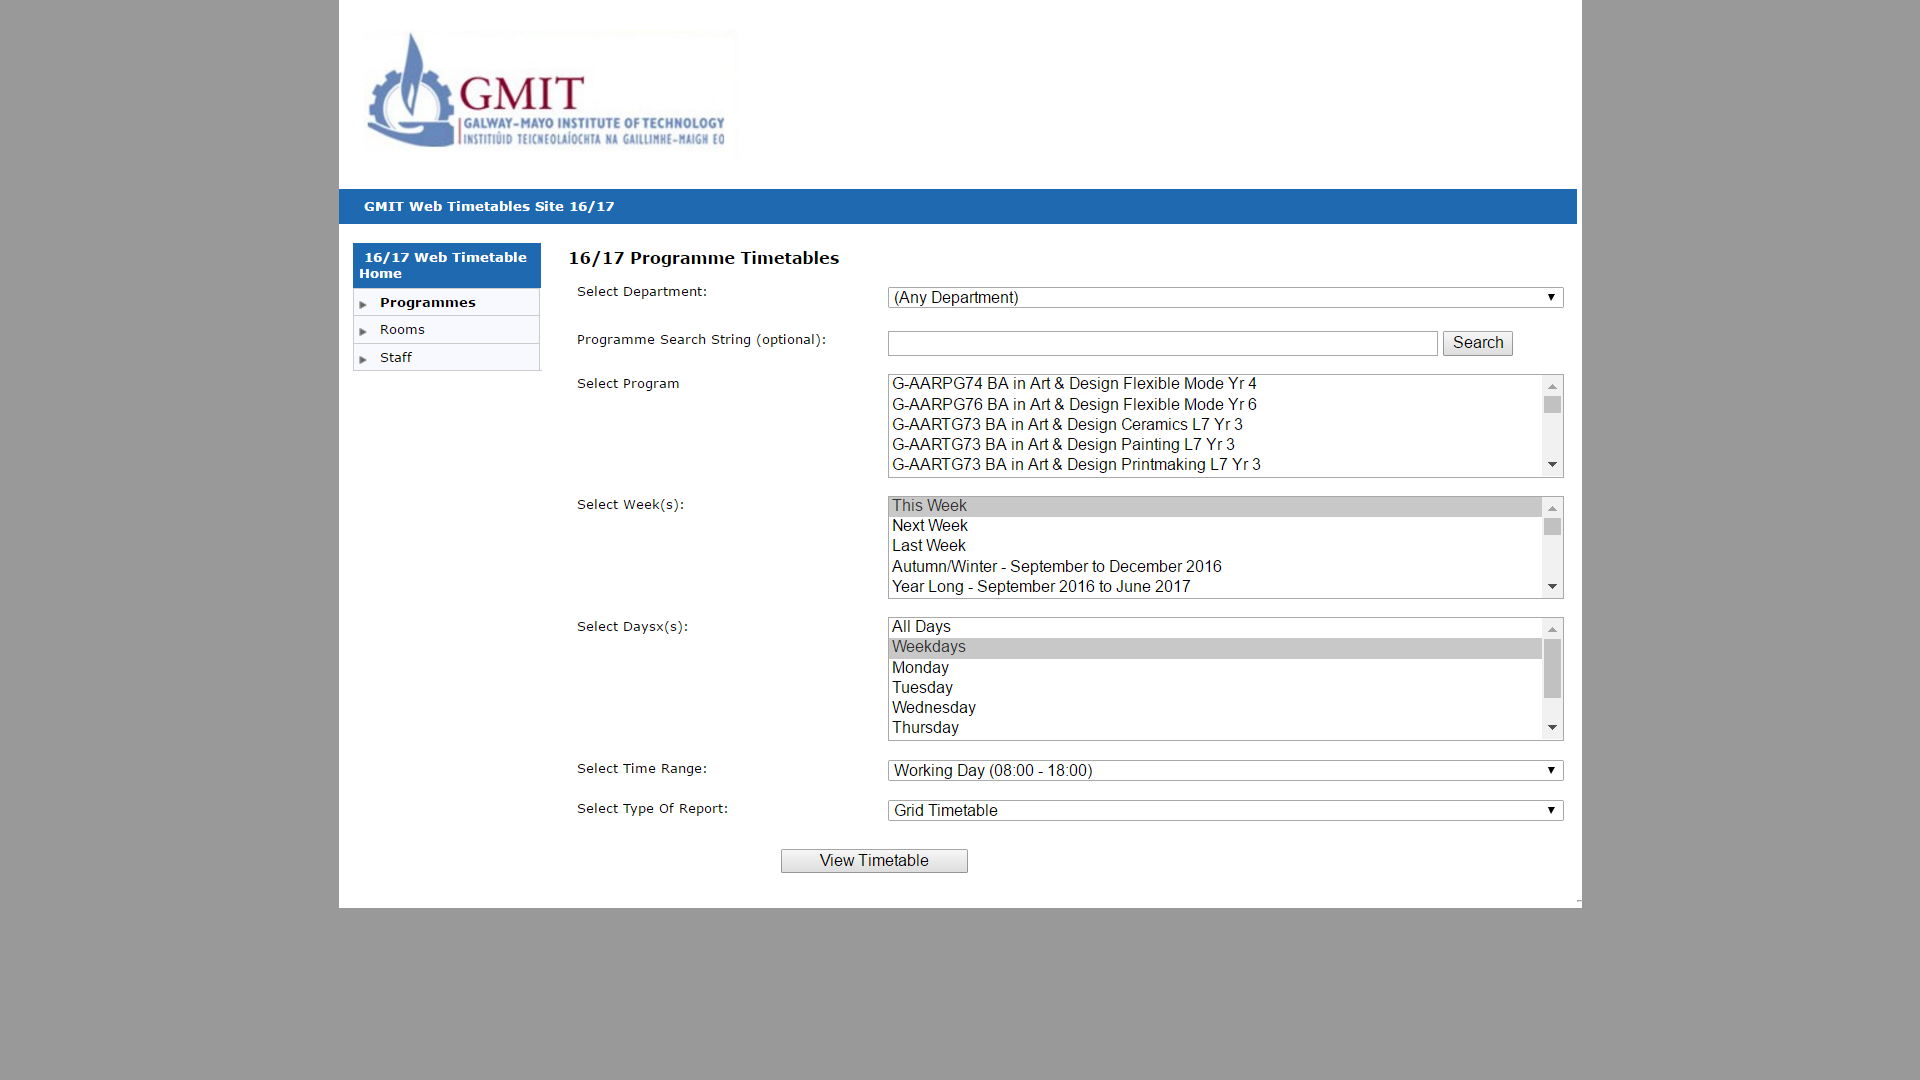 GMIT
GALWAY-MAYO INSTITUTE OF TECHNOLOGY
INSTITIÚID TEICNEOLAÍOCHTA NA GAILLIMHE-MAIGH EO
GMIT Web Timetables Site 16/17
16/17 Web Timetable
Home
Programmes
Rooms
Staff
16/17 Programme Timetables
Select Department:
(Any Department)
Programme Search String (optional):
Search
Select Program
G-AARPG74 BA in Art & Design Flexible Mode Yr 4
G-AARPG76 BA in Art & Design Flexible Mode Yr 6
G-AARTG73 BA in Art & Design Ceramics L7 Yr 3
G-AARTG73 BA in Art & Design Painting L7 Yr 3
G-AARTG73 BA in Art & Design Printmaking L7 Yr 3
Select Week(s):
This Week
Next Week
Last Week
Autumn/Winter - September to December 2016
Year Long - September 2016 to June 2017
Select Daysx(s):
All Days
Weekdays
Monday
Tuesday
Wednesday
Thursday
Select Time Range:
Working Day (08:00 - 18:00)
Select Type Of Report:
Grid Timetable
View Timetable